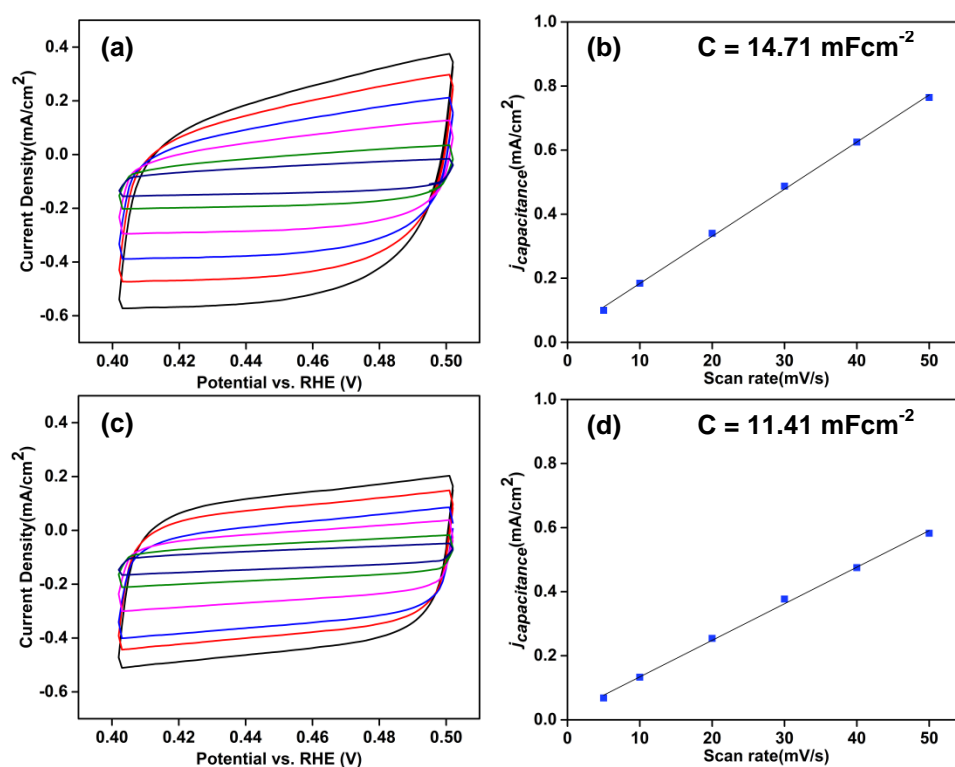 (a)
0.4
0.2
0.0
-0.2
-0.4
-0.6
Current Density(mA/cm²)
0.40 0.42 0.44 0.46 0.48 0.50
Potential vs. RHE (V)
(b) C = 14.71 mFcm⁻²
1.0
0.8
0.6
0.4
0.2
0.0
jcapacitance(mA/cm²)
0 10 20 30 40 50
Scan rate(mV/s)
(c)
0.4
0.2
0.0
-0.2
-0.4
-0.6
Current Density(mA/cm²)
0.40 0.42 0.44 0.46 0.48 0.50
Potential vs. RHE (V)
(d) C = 11.41 mFcm⁻²
1.0
0.8
0.6
0.4
0.2
0.0
jcapacitance(mA/cm²)
0 10 20 30 40 50
Scan rate(mV/s)